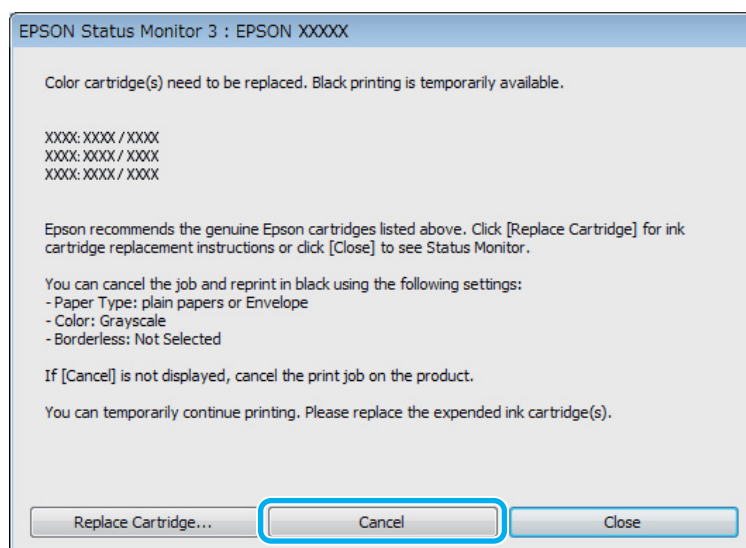 EPSON Status Monitor 3 : EPSON XXXXX
Color cartridge(s) need to be replaced. Black printing is temporarily available.
XXXX: XXXX / XXXX
XXXX: XXXX / XXXX
XXXX: XXXX / XXXX
Epson recommends the genuine Epson cartridges listed above. Click [Replace Cartridge] for ink
cartridge replacement instructions or click [Close] to see Status Monitor.
You can cancel the job and reprint in black using the following settings:
- Paper Type: plain papers or Envelope
- Color: Grayscale
- Borderless: Not Selected
If [Cancel] is not displayed, cancel the print job on the product.
You can temporarily continue printing. Please replace the expended ink cartridge(s).
Replace Cartridge... Cancel Close